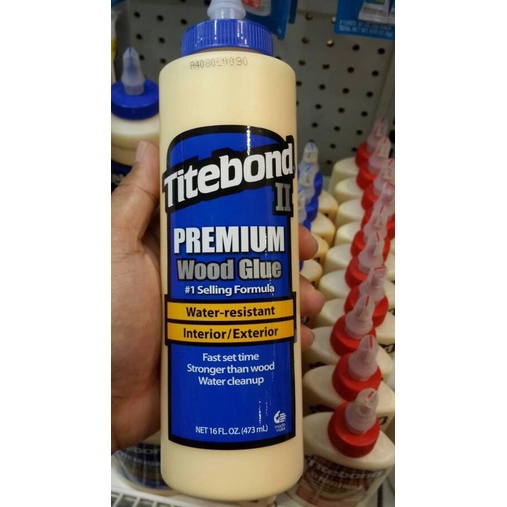 Titebond
II
PREMIUM
Wood Glue
#1 Selling Formula
Water-resistant
Interior/Exterior
Fast set time
Stronger than wood
Water cleanup
NET 16 FL. OZ. (473 mL)
Titebond